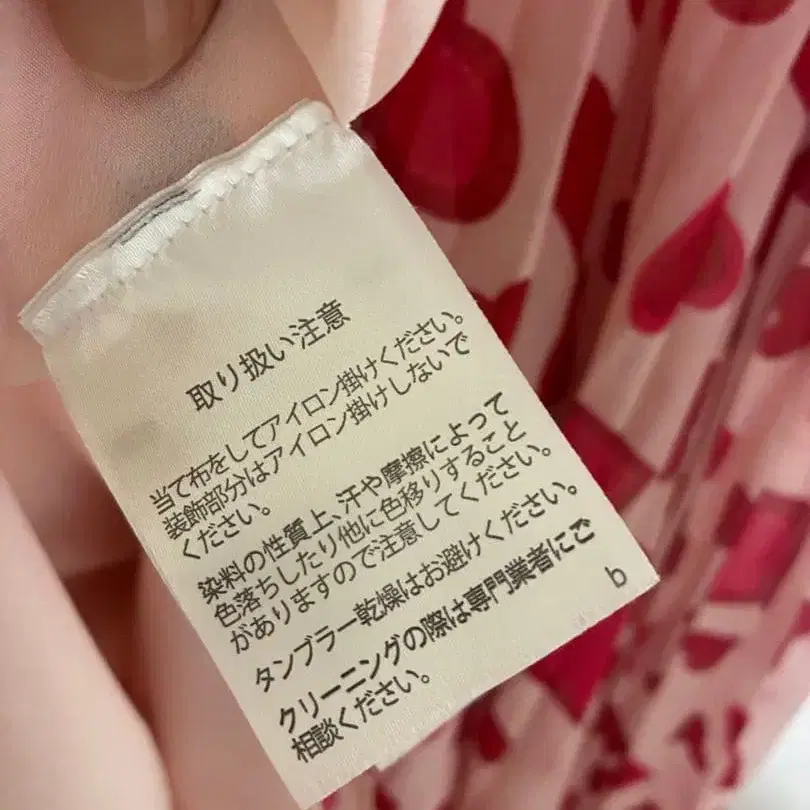 取り扱い注意
当て布をしてアイロン掛けください。
装飾部分はアイロン掛けしないで
ください。
染料の性質上、汗や摩擦によって
色落ちしたり他に色移りすること
がありますので注意してください。
タンブラー乾燥はお避けください。
クリーニングの際は専門業者にご
相談ください。
b